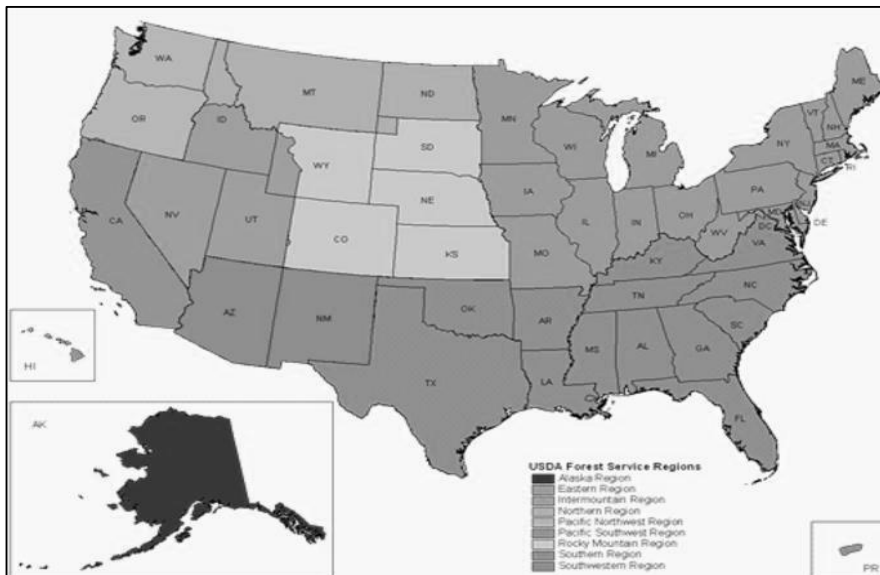 WA
MT
ND
OR
ID
MN
WI
MI
ME
VT
NH
NY
MA
CT
RI
SD
WY
NE
IA
PA
NJ
CA
NV
UT
CO
KS
IL
IN
OH
MD
DE
DC
WV
VA
MO
KY
AZ
NM
OK
AR
TN
NC
SC
MS
AL
GA
TX
LA
FL
HI
AK
PR
USDA Forest Service Regions
Alaska Region
Eastern Region
Intermountain Region
Northern Region
Pacific Northwest Region
Pacific Southwest Region
Rocky Mountain Region
Southern Region
Southwestern Region